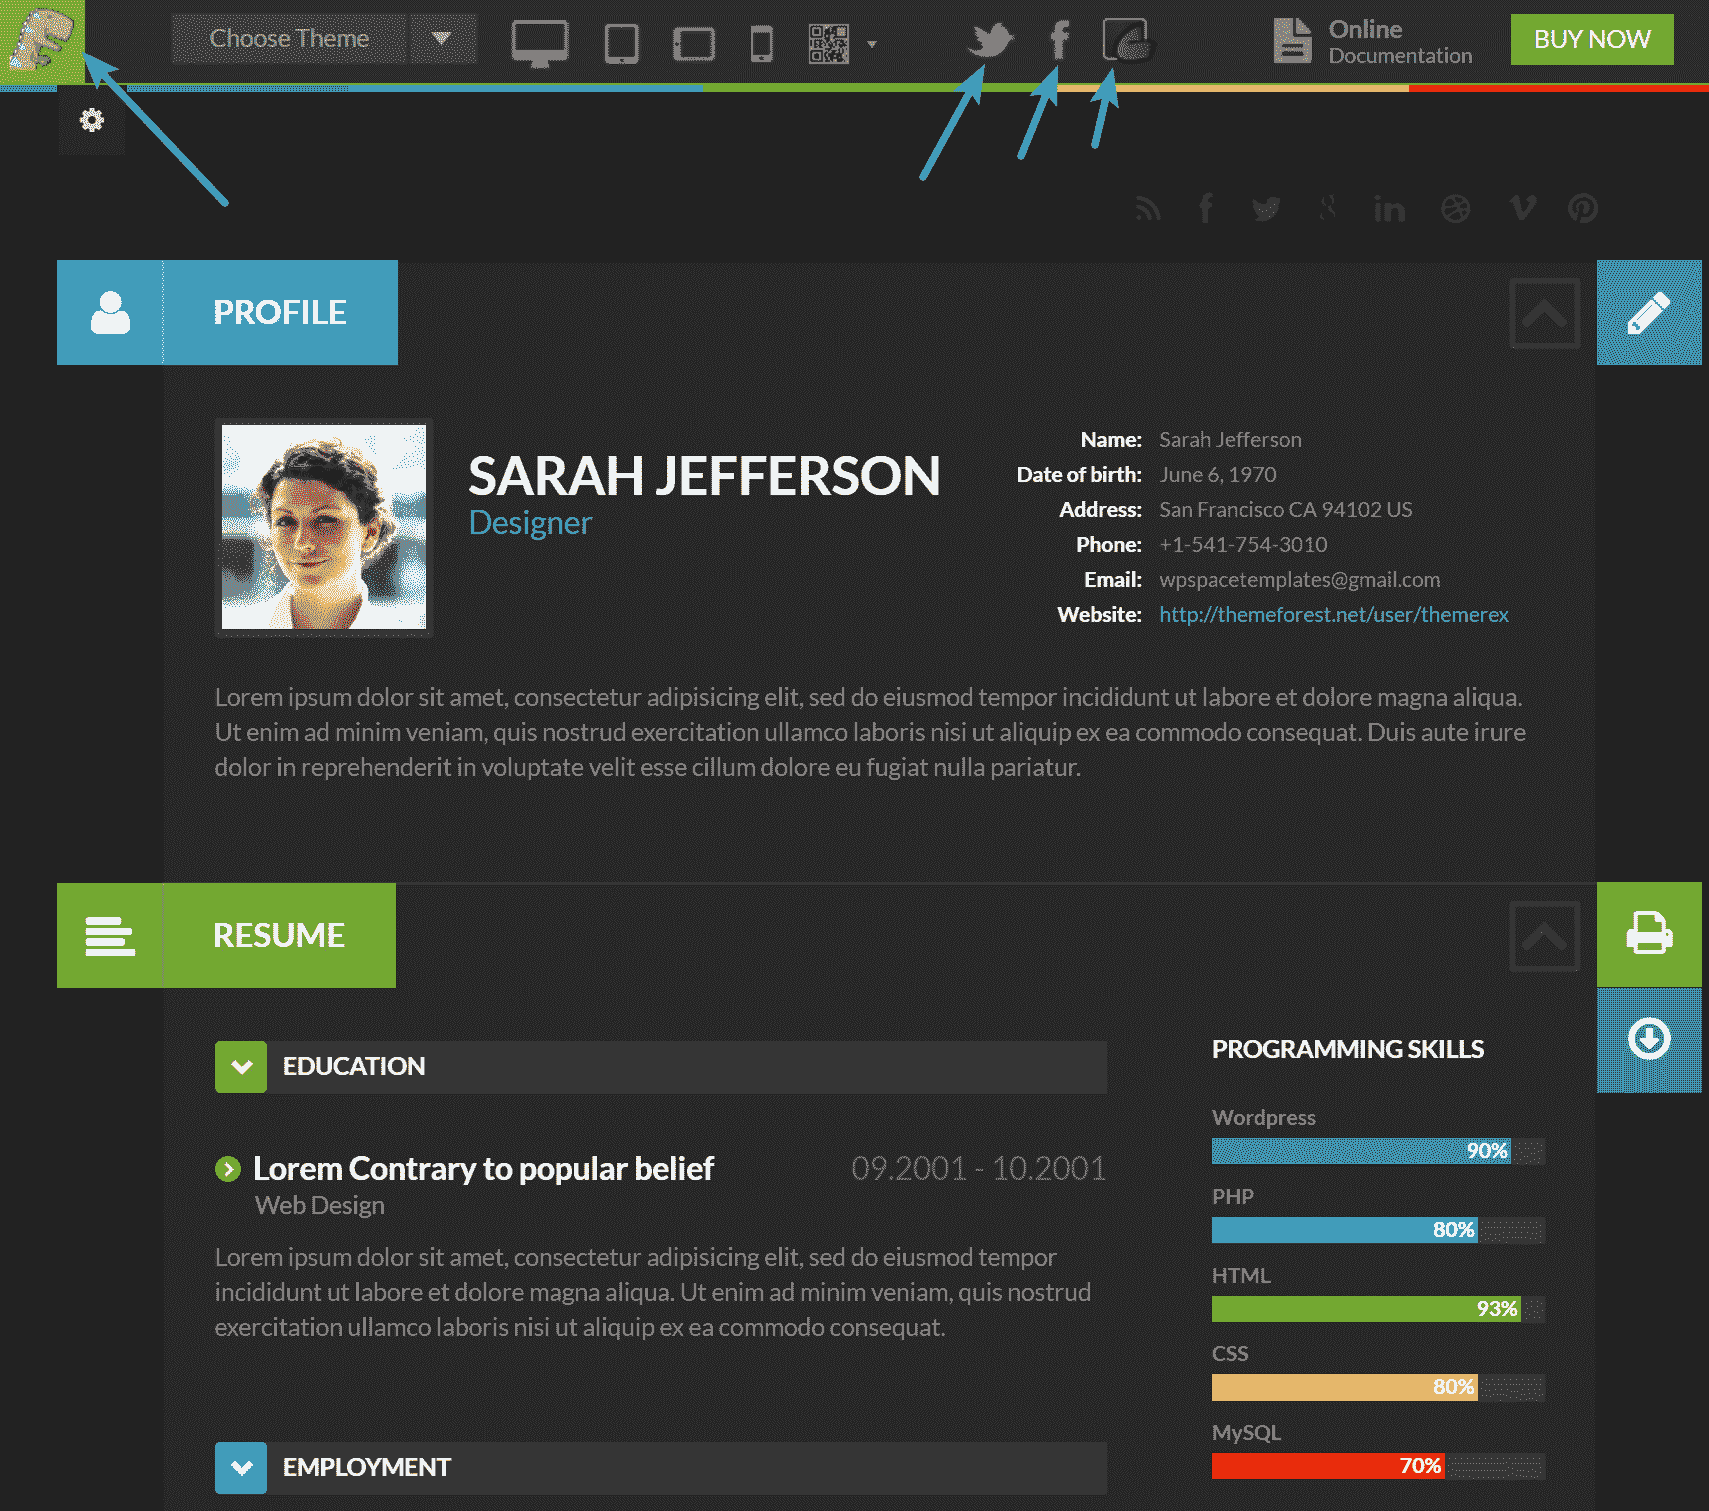 Choose Theme
Online
Documentation
BUY NOW
PROFILE
SARAH JEFFERSON
Designer
Name: Sarah Jefferson
Date of birth: June 6, 1970
Address: San Francisco CA 94102 US
Phone: +1-541-754-3010
Email: wpspacetemplates@gmail.com
Website: http://themeforest.net/user/themerex
Lorem ipsum dolor sit amet, consectetur adipisicing elit, sed do eiusmod tempor incididunt ut labore et dolore magna aliqua.
Ut enim ad minim veniam, quis nostrud exercitation ullamco laboris nisi ut aliquip ex ea commodo consequat. Duis aute irure
dolor in reprehenderit in voluptate velit esse cillum dolore eu fugiat nulla pariatur.
RESUME
EDUCATION
Lorem Contrary to popular belief
09.2001 - 10.2001
Web Design
Lorem ipsum dolor sit amet, consectetur adipisicing elit, sed do eiusmod tempor
incididunt ut labore et dolore magna aliqua. Ut enim ad minim veniam, quis nostrud
exercitation ullamco laboris nisi ut aliquip ex ea commodo consequat.
EMPLOYMENT
PROGRAMMING SKILLS
Wordpress
90%
PHP
80%
HTML
93%
CSS
80%
MySQL
70%